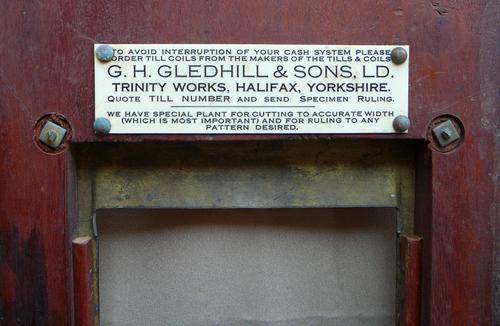 TO AVOID INTERRUPTION OF YOUR CASH SYSTEM PLEASE
ORDER TILL COILS FROM THE MAKERS OF THE TILLS & COILS
G. H. GLEDHILL & SONS, LD.
TRINITY WORKS, HALIFAX, YORKSHIRE.
QUOTE TILL NUMBER AND SEND SPECIMEN RULING.
WE HAVE SPECIAL PLANT FOR CUTTING TO ACCURATE WIDTH
(WHICH IS MOST IMPORTANT) AND FOR RULING TO ANY
PATTERN DESIRED.